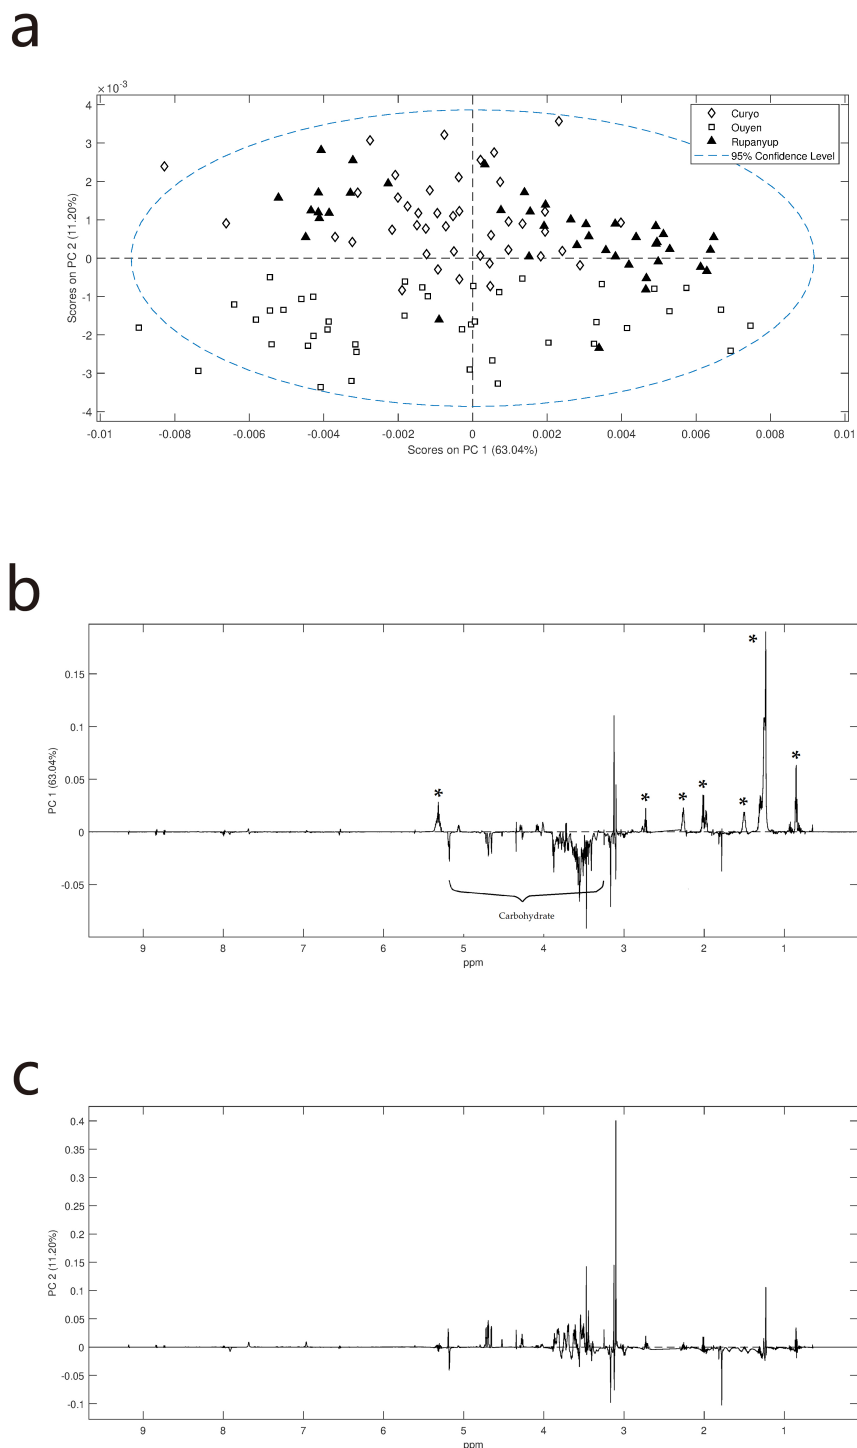 a
×10⁻³
4
3
2
1
0
-1
-2
-3
-4
Scores on PC 2 (11.20%)
Curyo
Ouyen
Rupanyup
95% Confidence Level
-0.01 -0.008 -0.006 -0.004 -0.002 0 0.002 0.004 0.006 0.008 0.01
Scores on PC 1 (63.04%)
b
0.15
0.1
0.05
0
-0.05
PC 1 (63.04%)
* * * * * * *
Carbohydrate
9 8 7 6 5 4 3 2 1
ppm
c
0.4
0.35
0.3
0.25
0.2
0.15
0.1
0.05
0
-0.05
-0.1
PC 2 (11.20%)
9 8 7 6 5 4 3 2 1
ppm